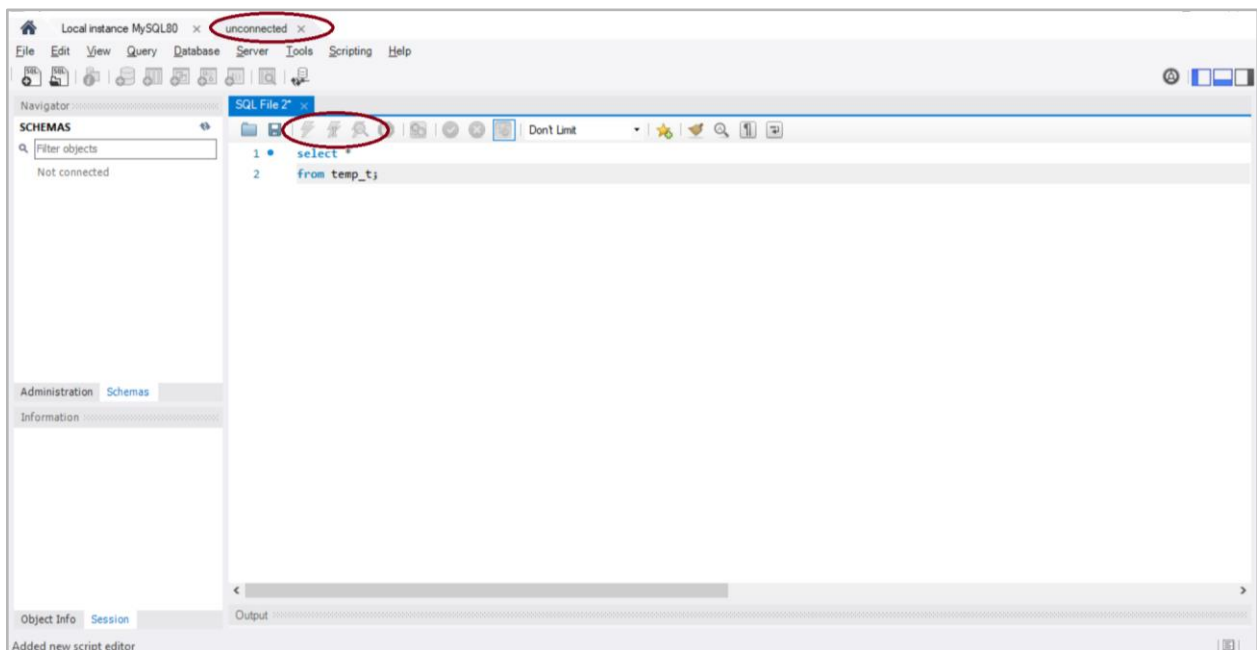 Local instance MySQL80 × unconnected ×
File Edit View Query Database Server Tools Scripting Help
Navigator
SQL File 2* ×
SCHEMAS
Don't Limit
Filter objects
1 select *
Not connected
2 from temp_t;
Administration Schemas
Information
Object Info Session
Output
Added new script editor